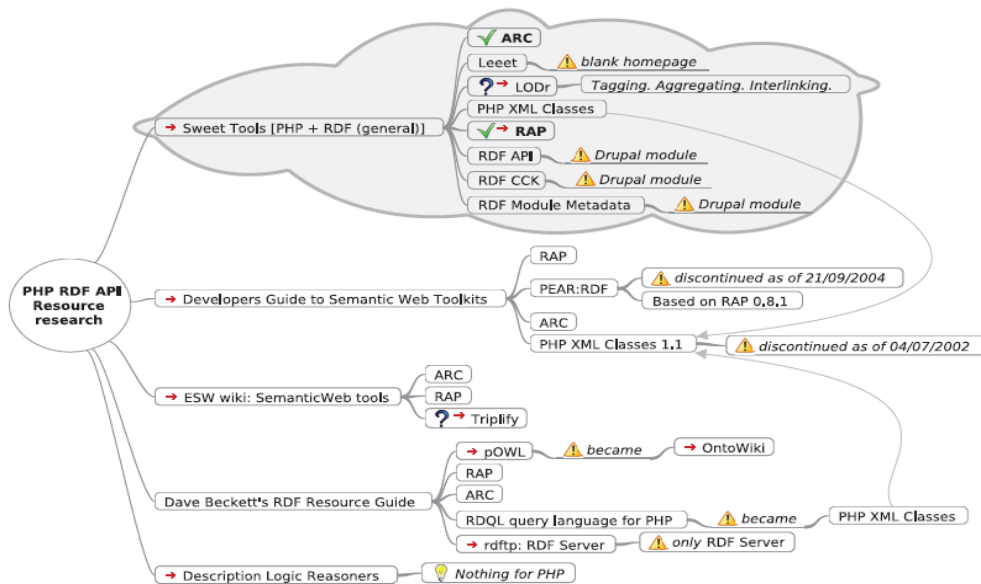 PHP RDF API
Resource
research
Sweet Tools [PHP + RDF (general)]
ARC
Leeet
blank homepage
LODr
Tagging. Aggregating. Interlinking.
PHP XML Classes
RAP
RDF API
Drupal module
RDF CCK
Drupal module
RDF Module Metadata
Drupal module
Developers Guide to Semantic Web Toolkits
RAP
PEAR:RDF
discontinued as of 21/09/2004
Based on RAP 0.8.1
ARC
PHP XML Classes 1.1
discontinued as of 04/07/2002
ESW wiki: SemanticWeb tools
ARC
RAP
Triplify
Dave Beckett's RDF Resource Guide
pOWL
became
OntoWiki
RAP
ARC
RDQL query language for PHP
became
PHP XML Classes
rdftp: RDF Server
only RDF Server
Description Logic Reasoners
Nothing for PHP